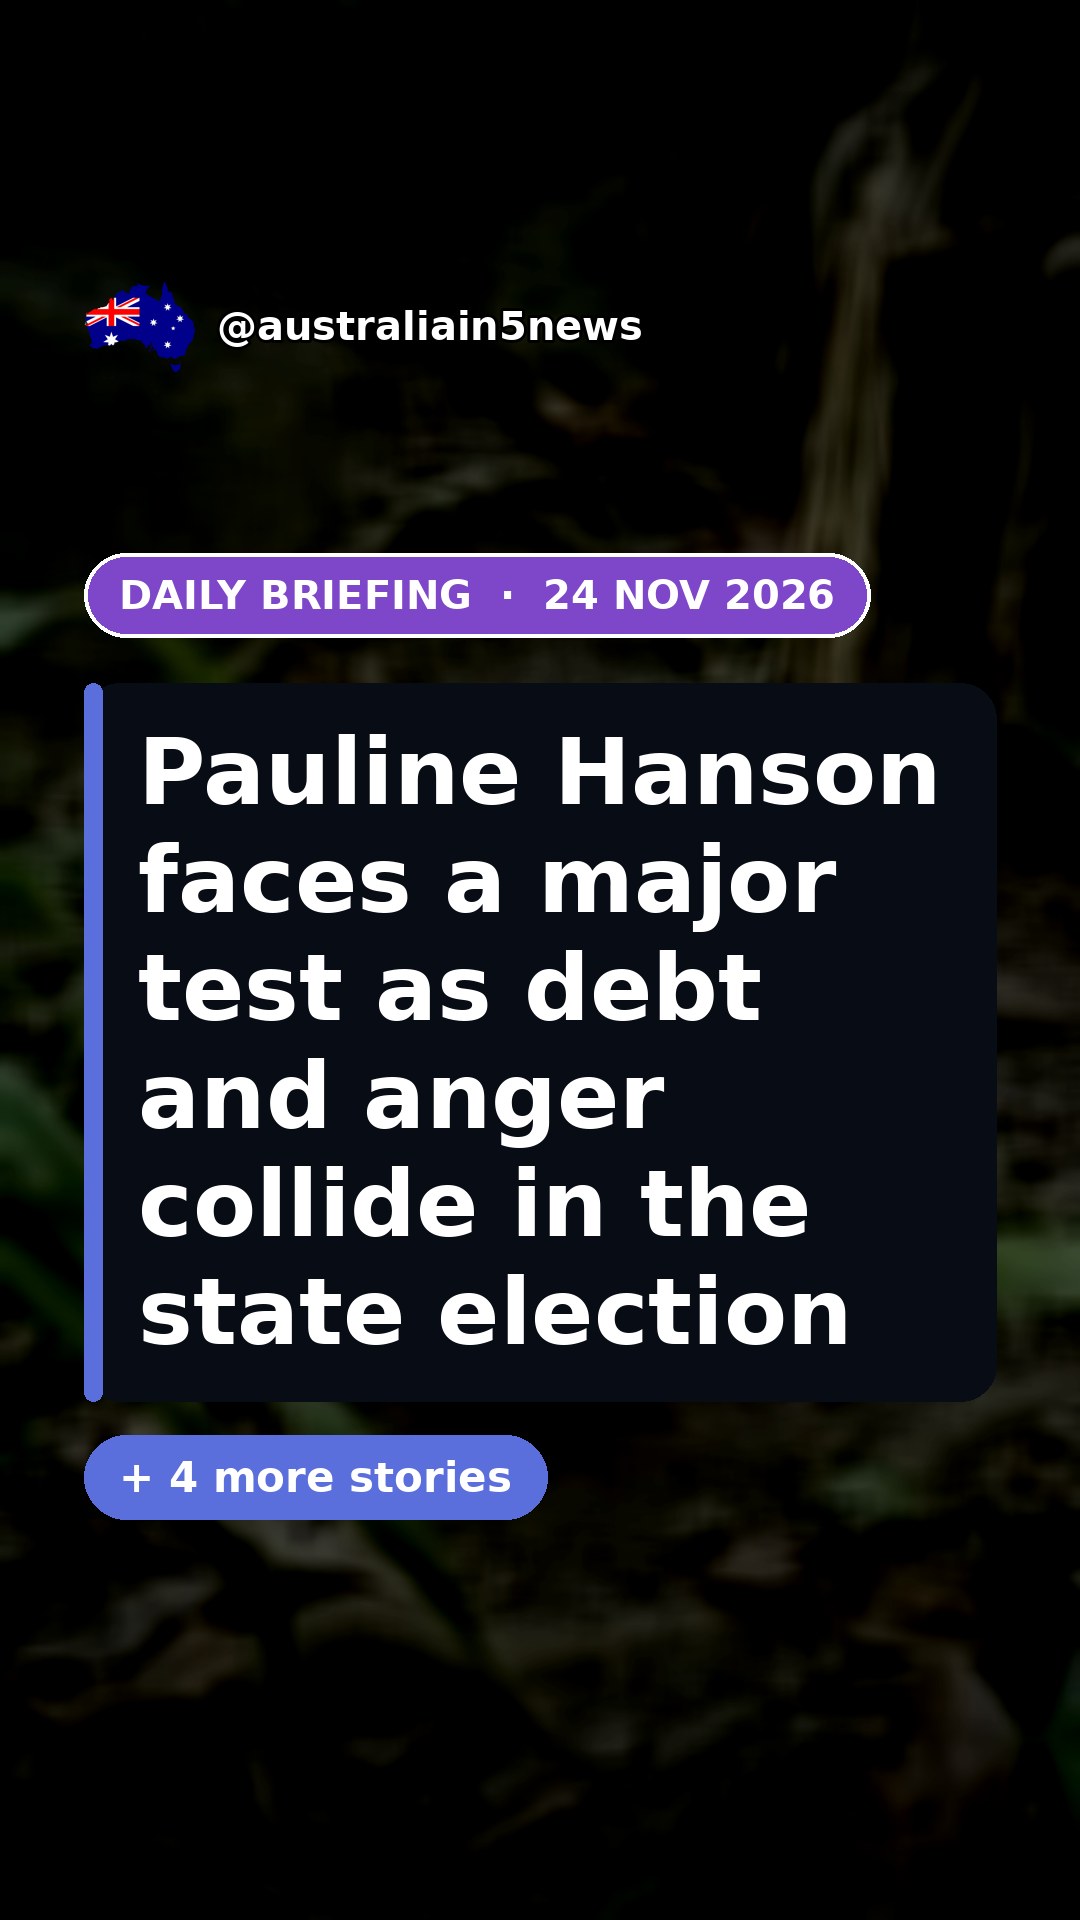 @australiain5news
DAILY BRIEFING · 24 NOV 2026
Pauline Hanson
faces a major
test as debt
and anger
collide in the
state election
+ 4 more stories